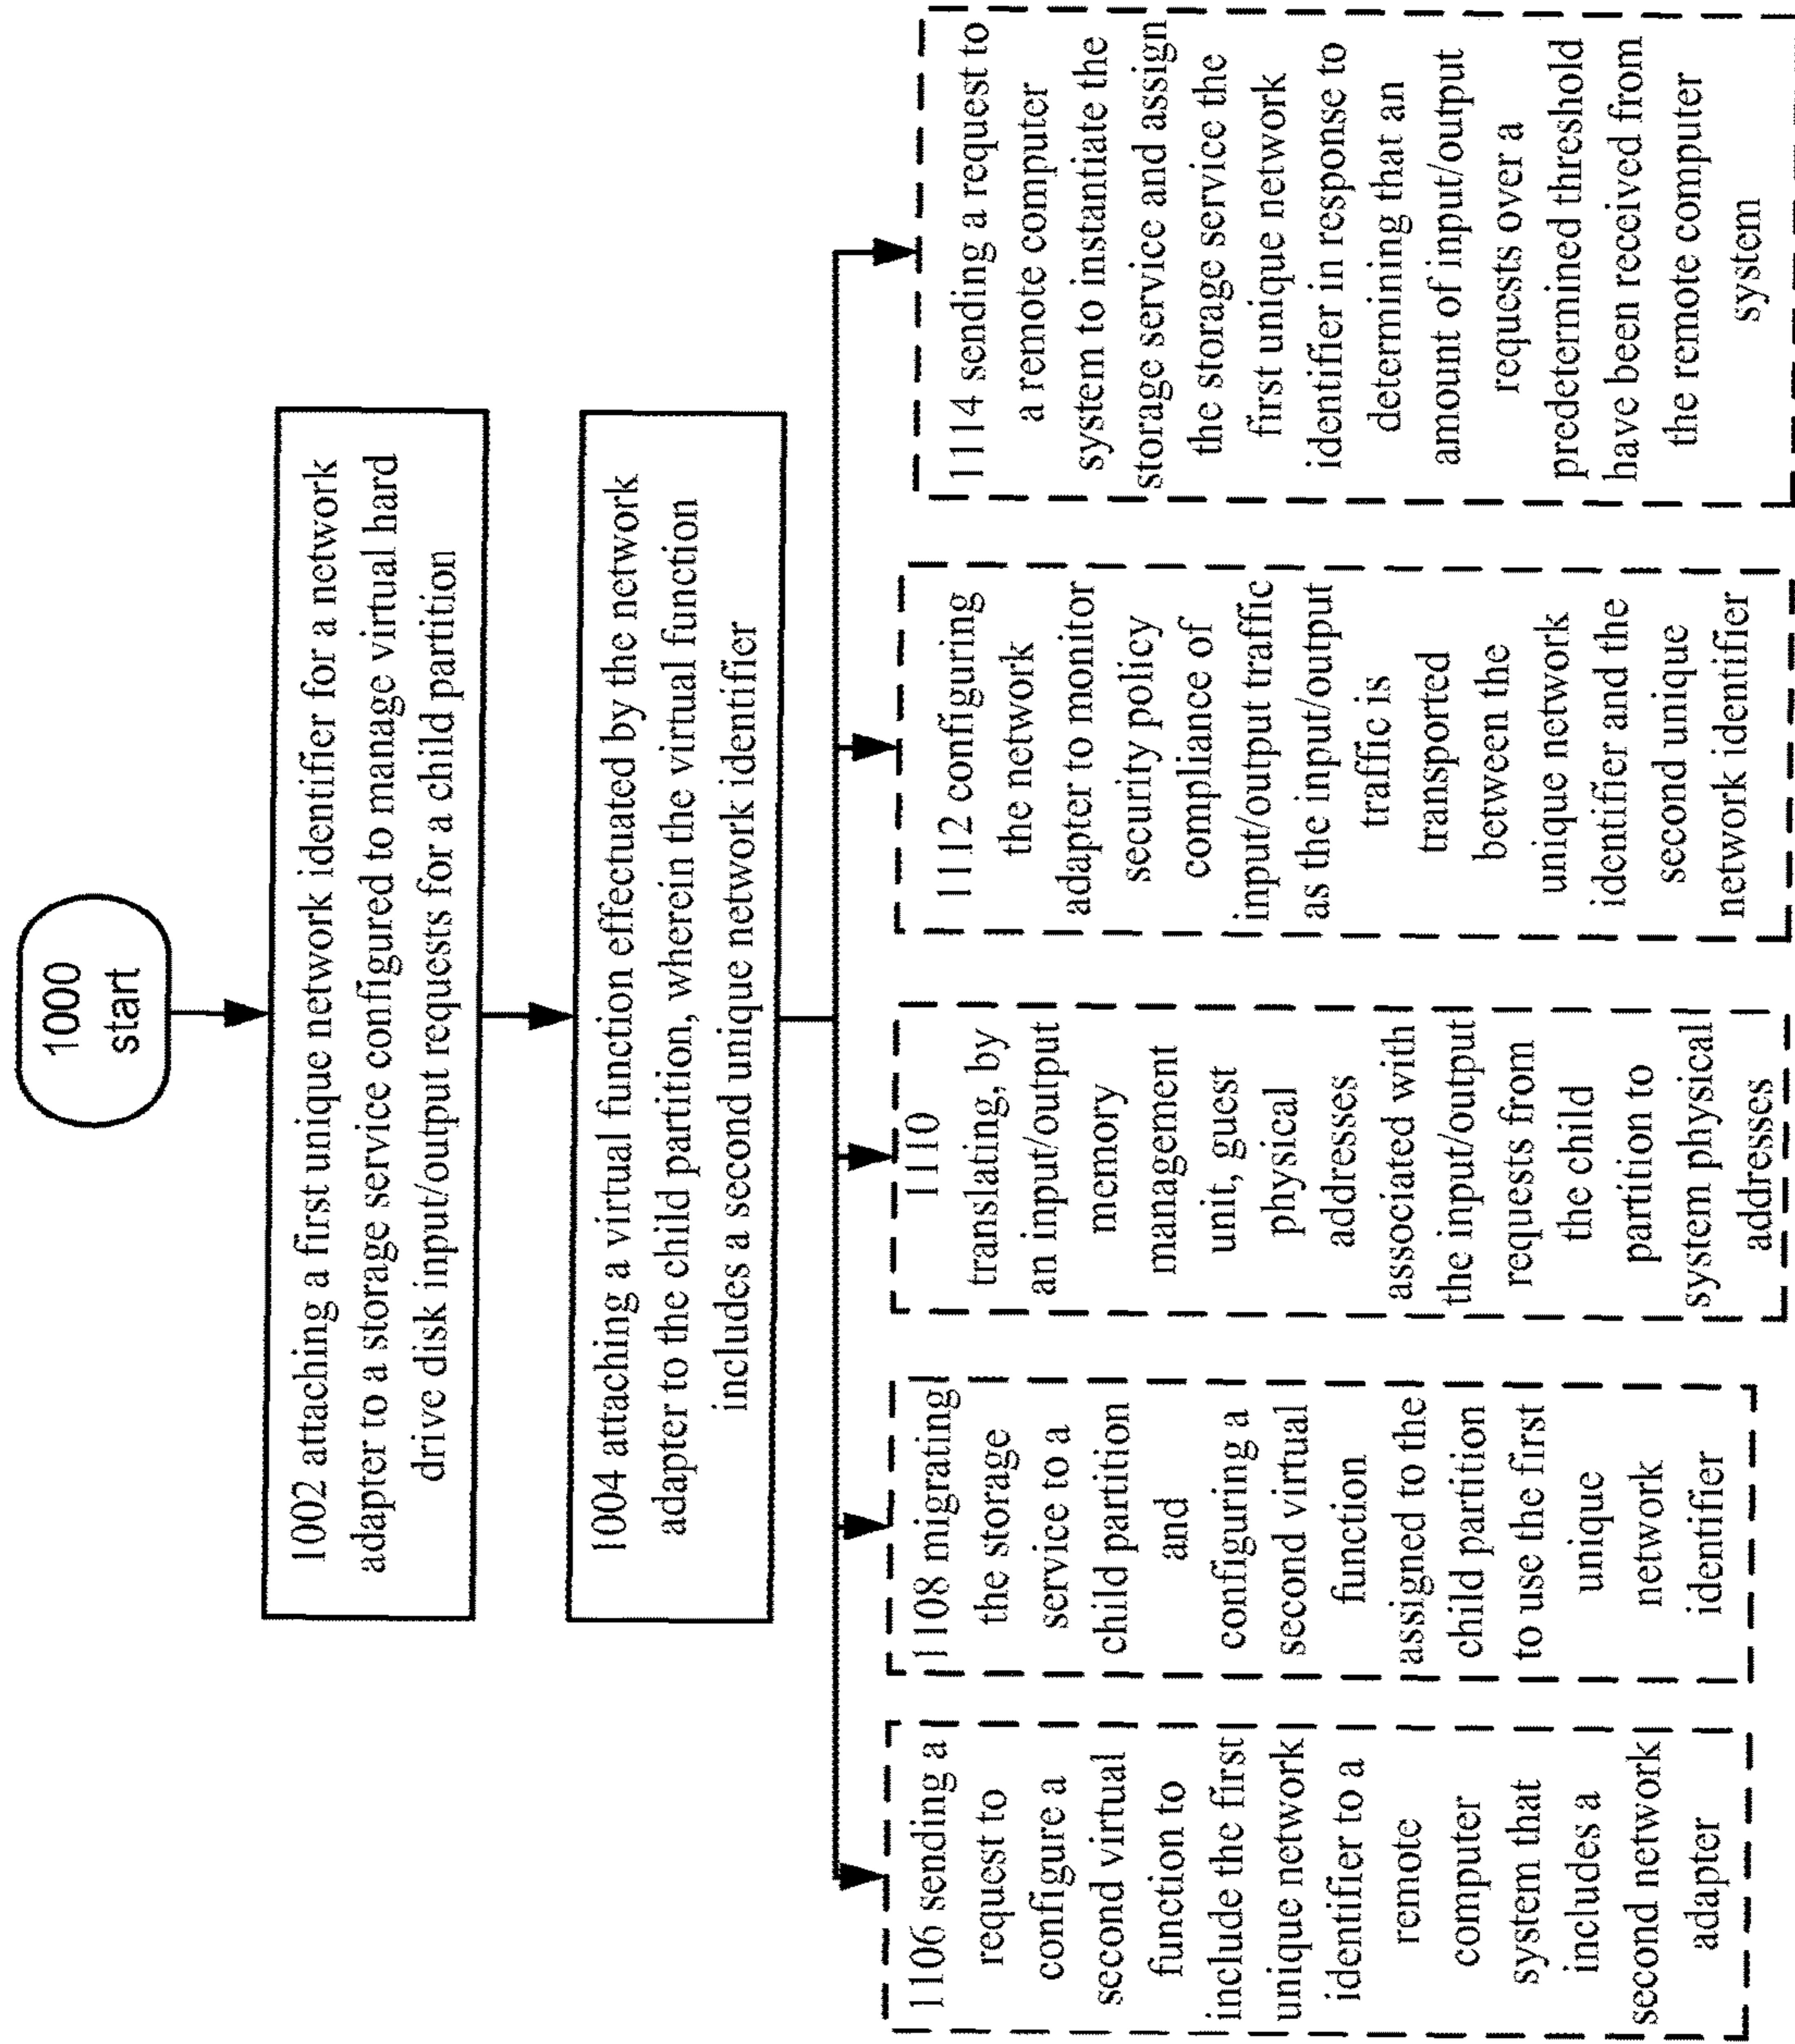 1000
start
1002 attaching a first unique network identifier for a network
adapter to a storage service configured to manage virtual hard
drive disk input/output requests for a child partition
1004 attaching a virtual function effectuated by the network
adapter to the child partition, wherein the virtual function
includes a second unique network identifier
1106 sending a
request to
configure a
second virtual
function to
include the first
unique network
identifier to a
remote
computer
system that
includes a
second network
adapter
1108 migrating
the storage
service to a
child partition
and
configuring a
second virtual
function
assigned to the
child partition
to use the first
unique
network
identifier
1110
translating, by
an input/output
memory
management
unit, guest
physical
addresses
associated with
the input/output
requests from
the child
partition to
system physical
addresses
1112 configuring
the network
adapter to monitor
security policy
compliance of
input/output traffic
as the input/output
traffic is
transported
between the
unique network
identifier and the
second unique
network identifier
1114 sending a request to
a remote computer
system to instantiate the
storage service and assign
the storage service the
first unique network
identifier in response to
determining that an
amount of input/output
requests over a
predetermined threshold
have been received from
the remote computer
system